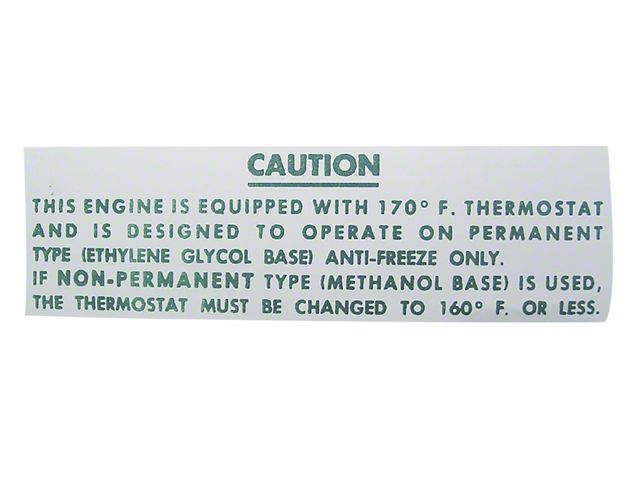 CAUTION
THIS ENGINE IS EQUIPPED WITH 170° F. THERMOSTAT
AND IS DESIGNED TO OPERATE ON PERMANENT
TYPE (ETHYLENE GLYCOL BASE) ANTI-FREEZE ONLY.
IF NON-PERMANENT TYPE (METHANOL BASE) IS USED,
THE THERMOSTAT MUST BE CHANGED TO 160° F. OR LESS.